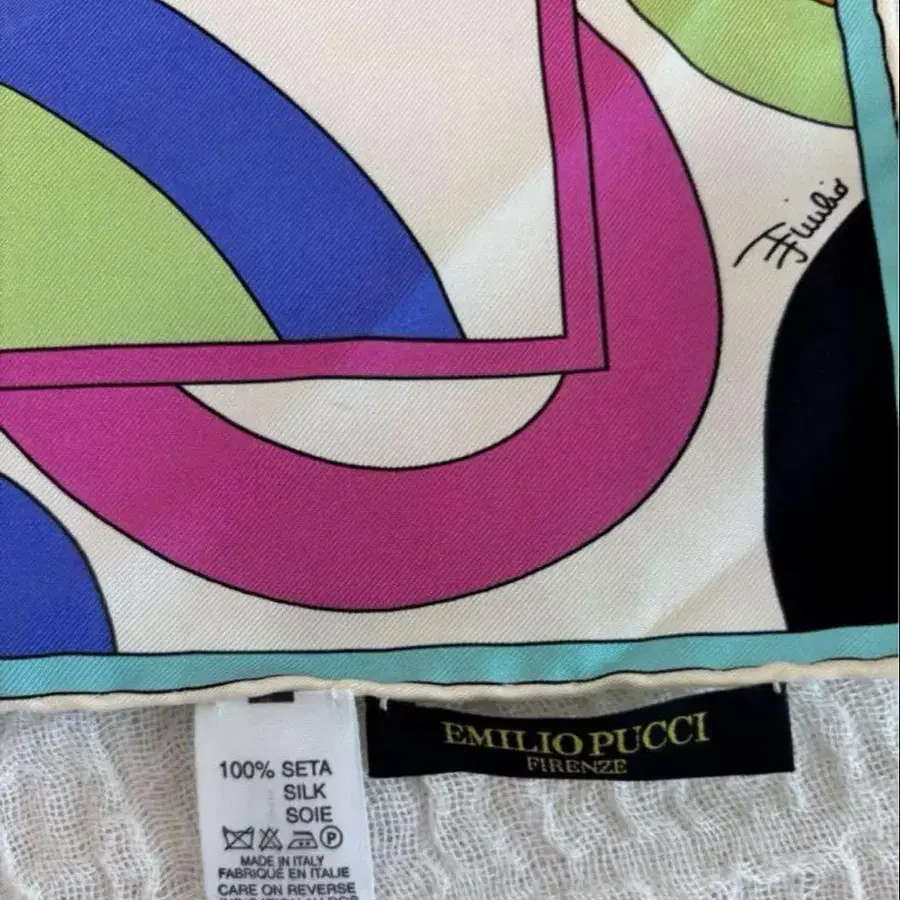 Emilio
EMILIO PUCCI
FIRENZE
100% SETA
SILK
SOIE
P
MADE IN ITALY
FABRIQUÉ EN ITALIE
CARE ON REVERSE